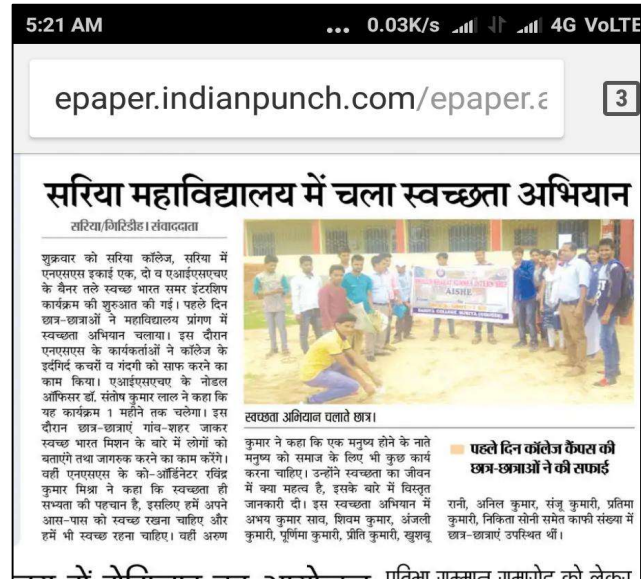 5:21 AM
... 0.03K/s 4G VoLTE
epaper.indianpunch.com/epaper.a
3
सरिया महाविद्यालय में चला स्वच्छता अभियान
सरिया/गिरिडीह। संवाददाता
शुक्रवार को सरिया कॉलेज, सरिया में
एनएसएस इकाई एक, दो व एआईएसएचए
के बैनर तले स्वच्छ भारत समर इंटरशिप
कार्यक्रम की शुरुआत की गई। पहले दिन
छात्र-छात्राओं ने महाविद्यालय प्रांगण में
स्वच्छता अभियान चलाया। इस दौरान
एनएसएस के कार्यकर्ताओं ने कॉलेज के
इर्दगिर्द कचरों व गंदगी को साफ करने का
काम किया। एआईएसएचए के नोडल
ऑफिसर डॉ. संतोष कुमार लाल ने कहा कि
यह कार्यक्रम 1 महीने तक चलेगा। इस
दौरान छात्र-छात्राएं गांव-शहर जाकर
स्वच्छ भारत मिशन के बारे में लोगों को
बताएंगे तथा जागरुक करने का काम करेंगे।
वहीं एनएसएस के को-ऑर्डिनेटर रविंद्र
कुमार मिश्रा ने कहा कि स्वच्छता ही
सभ्यता की पहचान है, इसलिए हमें अपने
आस-पास को स्वच्छ रखना चाहिए और
हमें भी स्वच्छ रहना चाहिए। वहीं अरुण
AISHE
स्वच्छता अभियान चलाते छात्र।
कुमार ने कहा कि एक मनुष्य होने के नाते
मनुष्य को समाज के लिए भी कुछ कार्य
करना चाहिए। उन्होंने स्वच्छता का जीवन
में क्या महत्व है, इसके बारे में विस्तृत
जानकारी दी। इस स्वच्छता अभियान में
अभय कुमार साव, शिवम कुमार, अंजली
कुमारी, पूर्णिमा कुमारी, प्रीति कुमारी, खुशबू
पहले दिन कॉलेज कैंपस की
छात्र-छात्राओं ने की सफाई
रानी, अनिल कुमार, संजू कुमारी, प्रतिमा
कुमारी, निकिता सोनी समेत काफी संख्या में
छात्र-छात्राएं उपस्थित थीं।